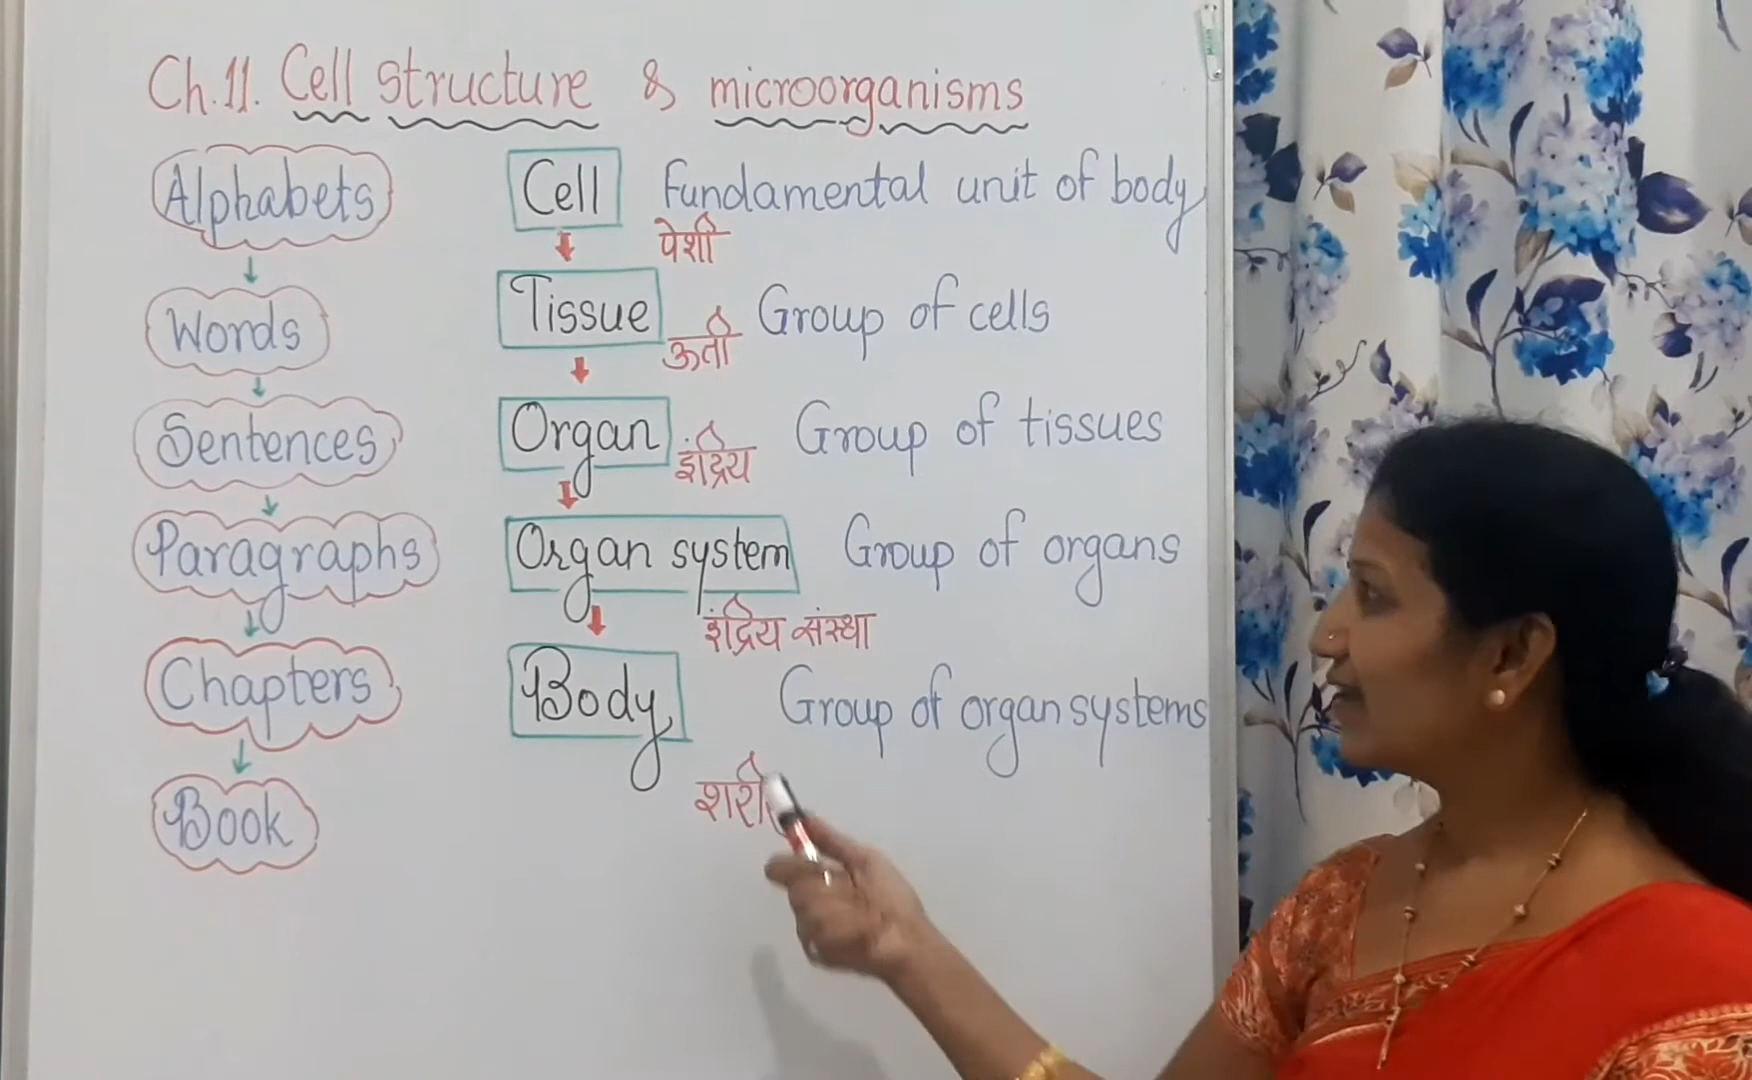 Ch.11. Cell structure & microorganisms
Alphabets
Words
Sentences
Paragraphs
Chapters
Book
Cell Fundamental unit of body
पेशी
Tissue Group of cells
ऊती
Organ Group of tissues
इंद्रिय
Organ system Group of organs
इंद्रिय संस्था
Body Group of organ systems